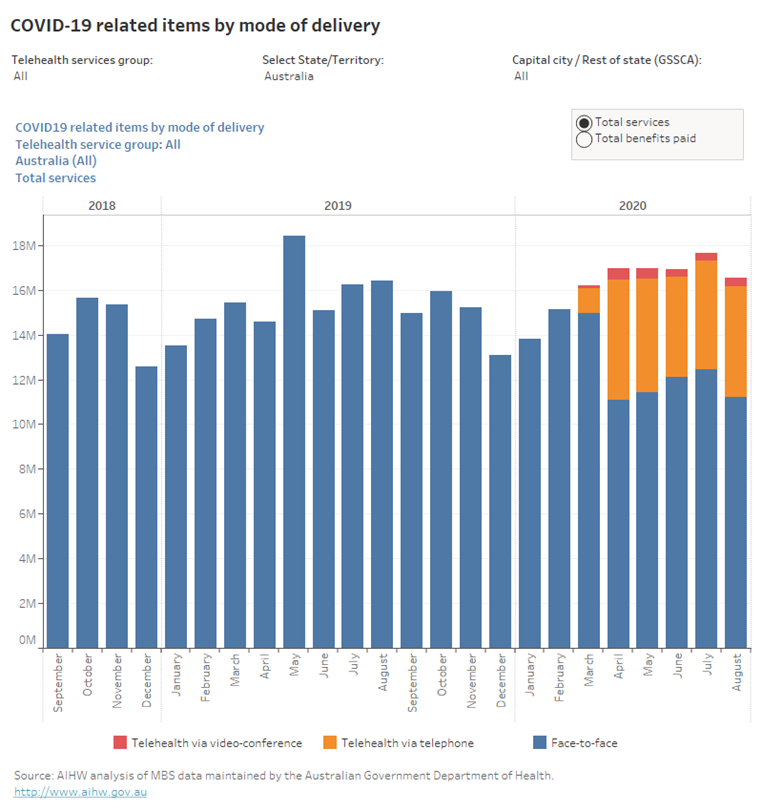 COVID-19 related items by mode of delivery
Telehealth services group: Select State/Territory: Capital city / Rest of state (GSSCA):
All Australia All
COVID19 related items by mode of delivery
Telehealth service group: All
Australia (All)
Total services
Total services
Total benefits paid
2018 2019 2020
18M
16M
14M
12M
10M
8M
6M
4M
2M
0M
September October November December January February March April May June July August September October November December January February March April May June July August
Telehealth via video-conference Telehealth via telephone Face-to-face
Source: AIHW analysis of MBS data maintained by the Australian Government Department of Health.
http://www.aihw.gov.au